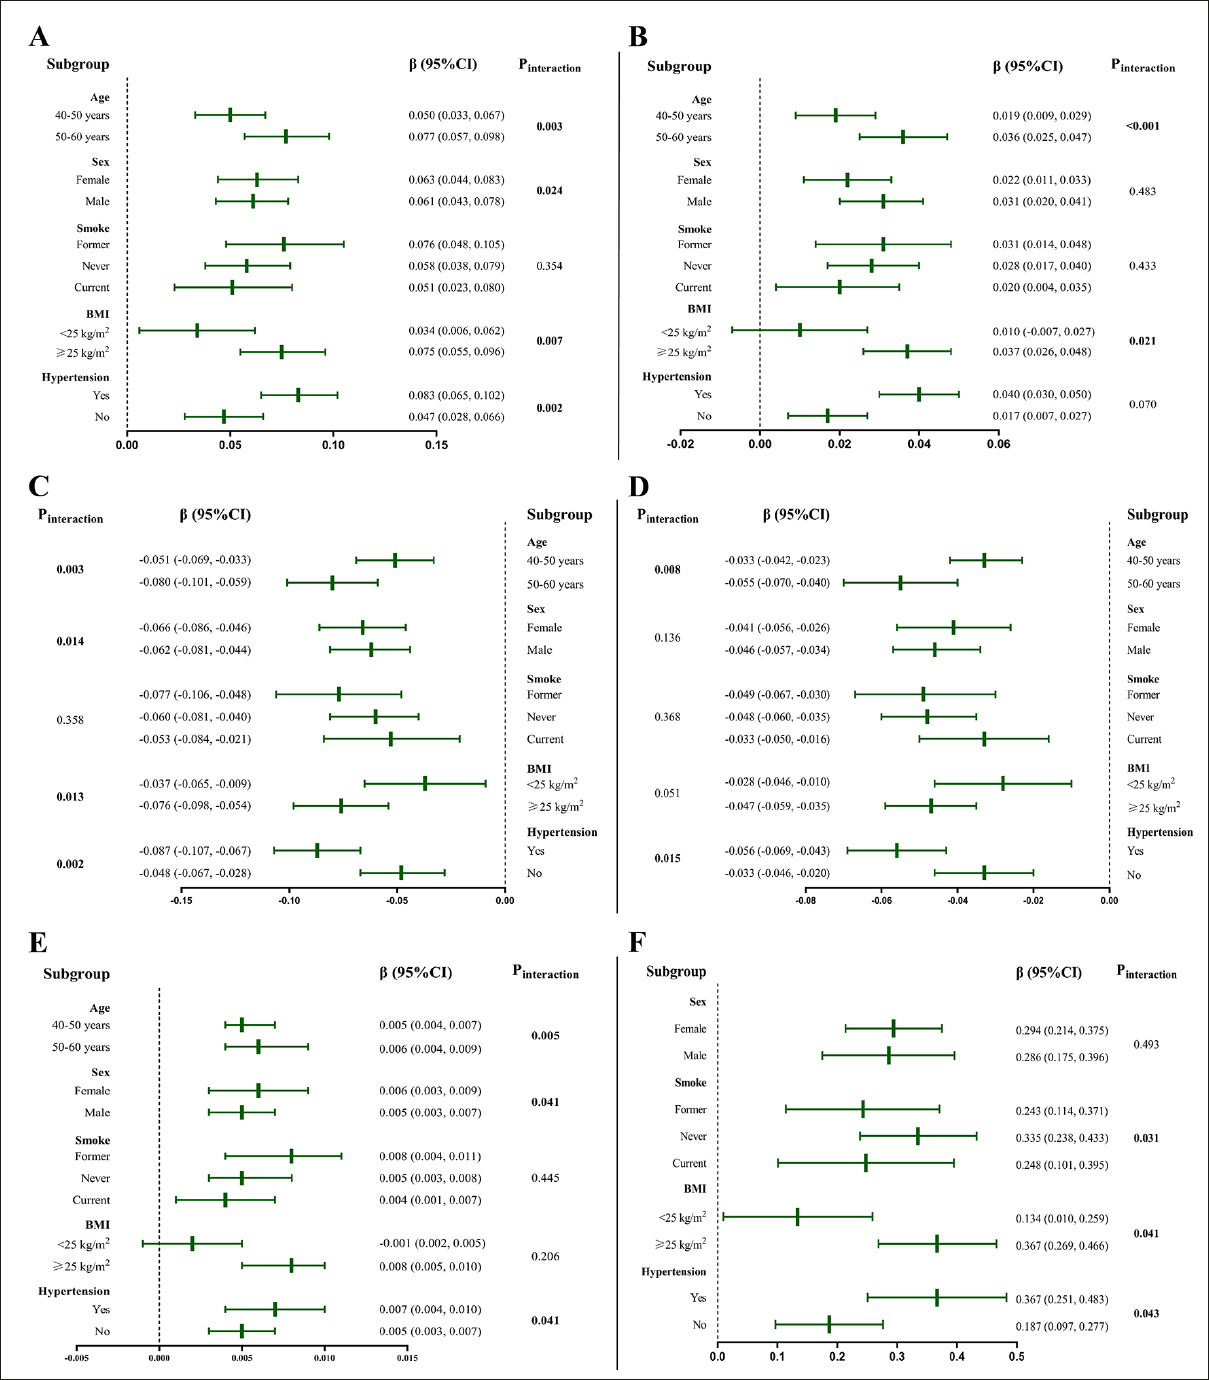 A
Subgroup β (95%CI) Pinteraction
Age
40-50 years 0.050 (0.033, 0.067)
0.003
50-60 years 0.077 (0.057, 0.098)
Sex
Female 0.063 (0.044, 0.083)
0.024
Male 0.061 (0.043, 0.078)
Smoke
Former 0.076 (0.048, 0.105)
Never 0.058 (0.038, 0.079) 0.354
Current 0.051 (0.023, 0.080)
BMI
<25 kg/m2 0.034 (0.006, 0.062)
0.007
≥25 kg/m2 0.075 (0.055, 0.096)
Hypertension
Yes 0.083 (0.065, 0.102)
0.002
No 0.047 (0.028, 0.066)
0.00 0.05 0.10 0.15
B
Subgroup β (95%CI) Pinteraction
Age
40-50 years 0.019 (0.009, 0.029)
<0.001
50-60 years 0.036 (0.025, 0.047)
Sex
Female 0.022 (0.011, 0.033)
0.483
Male 0.031 (0.020, 0.041)
Smoke
Former 0.031 (0.014, 0.048)
Never 0.028 (0.017, 0.040) 0.433
Current 0.020 (0.004, 0.035)
BMI
<25 kg/m2 0.010 (-0.007, 0.027)
0.021
≥25 kg/m2 0.037 (0.026, 0.048)
Hypertension
Yes 0.040 (0.030, 0.050)
0.070
No 0.017 (0.007, 0.027)
-0.02 0.00 0.02 0.04 0.06
C
Pinteraction β (95%CI) Subgroup
Age
-0.051 (-0.069, -0.033) 40-50 years
0.003
-0.080 (-0.101, -0.059) 50-60 years
Sex
-0.066 (-0.086, -0.046) Female
0.014
-0.062 (-0.081, -0.044) Male
Smoke
-0.077 (-0.106, -0.048) Former
0.358 -0.060 (-0.081, -0.040) Never
-0.053 (-0.084, -0.021) Current
BMI
-0.037 (-0.065, -0.009) <25 kg/m2
0.013
-0.076 (-0.098, -0.054) ≥25 kg/m2
Hypertension
-0.087 (-0.107, -0.067) Yes
0.002
-0.048 (-0.067, -0.028) No
-0.15 -0.10 -0.05 0.00
D
Pinteraction β (95%CI) Subgroup
Age
-0.033 (-0.042, -0.023) 40-50 years
0.008
-0.055 (-0.070, -0.040) 50-60 years
Sex
-0.041 (-0.056, -0.026) Female
0.136
-0.046 (-0.057, -0.034) Male
Smoke
-0.049 (-0.067, -0.030) Former
0.368 -0.048 (-0.060, -0.035) Never
-0.033 (-0.050, -0.016) Current
BMI
-0.028 (-0.046, -0.010) <25 kg/m2
0.051
-0.047 (-0.059, -0.035) ≥25 kg/m2
Hypertension
-0.056 (-0.069, -0.043) Yes
0.015
-0.033 (-0.046, -0.020) No
-0.08 -0.06 -0.04 -0.02 0.00
E
Subgroup β (95%CI) Pinteraction
Age
40-50 years 0.005 (0.004, 0.007)
0.005
50-60 years 0.006 (0.004, 0.009)
Sex
Female 0.006 (0.003, 0.009)
0.041
Male 0.005 (0.003, 0.007)
Smoke
Former 0.008 (0.004, 0.011)
Never 0.005 (0.003, 0.008) 0.445
Current 0.004 (0.001, 0.007)
BMI
<25 kg/m2 -0.001 (0.002, 0.005)
0.206
≥25 kg/m2 0.008 (0.005, 0.010)
Hypertension
Yes 0.007 (0.004, 0.010)
0.041
No 0.005 (0.003, 0.007)
-0.005 0.000 0.005 0.010 0.015
F
Subgroup β (95%CI) Pinteraction
Sex
Female 0.294 (0.214, 0.375)
0.493
Male 0.286 (0.175, 0.396)
Smoke
Former 0.243 (0.114, 0.371)
Never 0.335 (0.238, 0.433) 0.031
Current 0.248 (0.101, 0.395)
BMI
<25 kg/m2 0.134 (0.010, 0.259)
0.041
≥25 kg/m2 0.367 (0.269, 0.466)
Hypertension
Yes 0.367 (0.251, 0.483)
0.043
No 0.187 (0.097, 0.277)
0.0 0.1 0.2 0.3 0.4 0.5